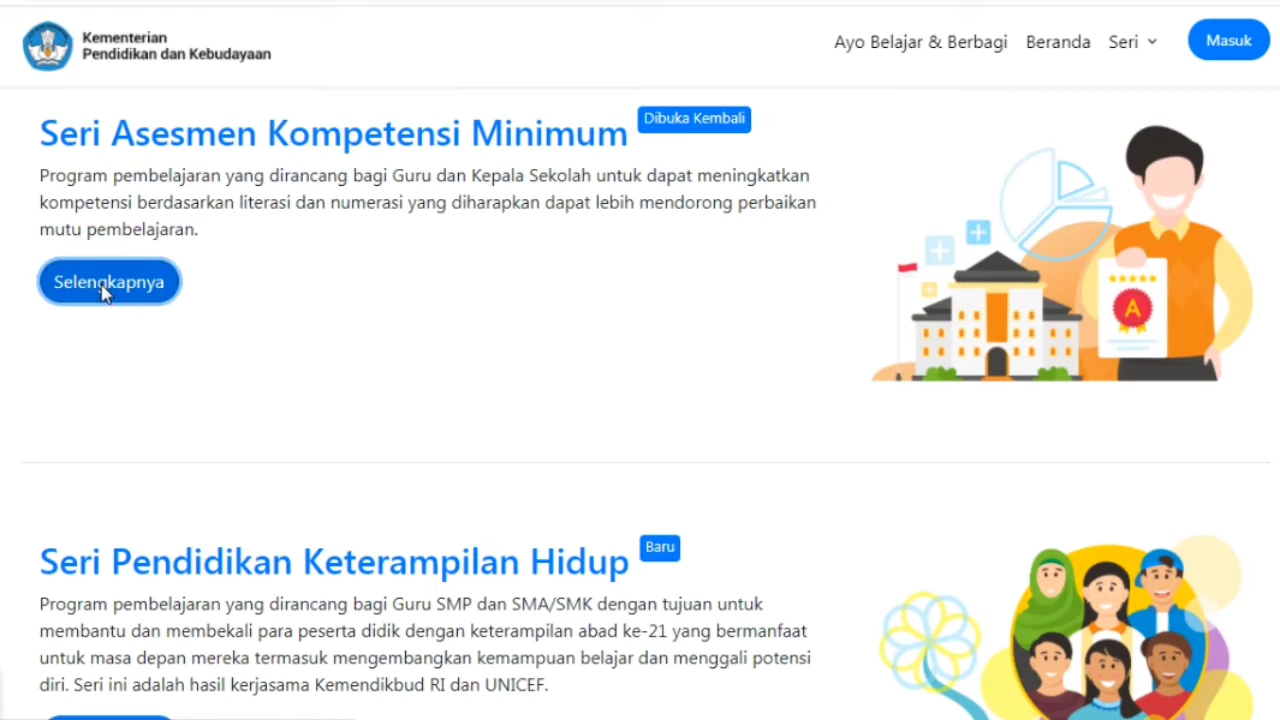 Kementerian
Pendidikan dan Kebudayaan
Ayo Belajar & Berbagi
Beranda
Seri
Masuk
Seri Asesmen Kompetensi Minimum
Dibuka Kembali
Program pembelajaran yang dirancang bagi Guru dan Kepala Sekolah untuk dapat meningkatkan
kompetensi berdasarkan literasi dan numerasi yang diharapkan dapat lebih mendorong perbaikan
mutu pembelajaran.
Selengkapnya
A
Seri Pendidikan Keterampilan Hidup
Baru
Program pembelajaran yang dirancang bagi Guru SMP dan SMA/SMK dengan tujuan untuk
membantu dan membekali para peserta didik dengan keterampilan abad ke-21 yang bermanfaat
untuk masa depan mereka termasuk mengembangkan kemampuan belajar dan menggali potensi
diri. Seri ini adalah hasil kerjasama Kemendikbud RI dan UNICEF.